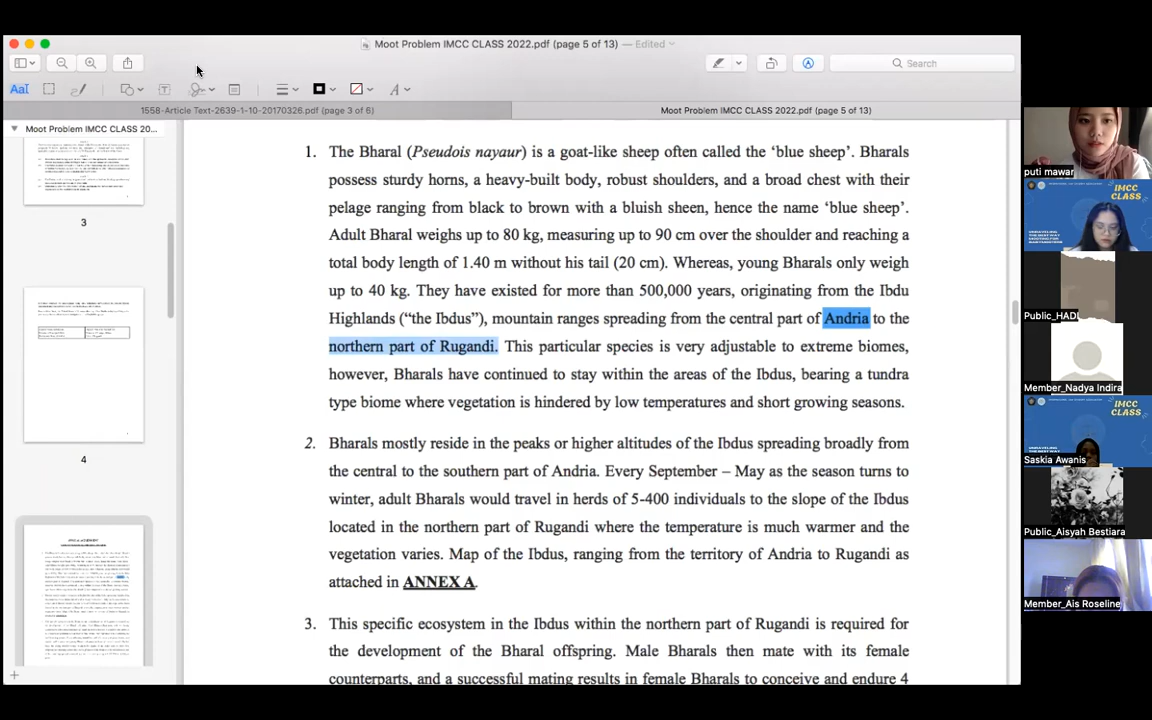 Moot Problem IMCC CLASS 2022.pdf (page 5 of 13) — Edited
Search
AaI
A
1558-Article Text-2639-1-10-20170326.pdf (page 3 of 6)
Moot Problem IMCC CLASS 2022.pdf (page 5 of 13)
Moot Problem IMCC CLASS 20...
3
4
1. The Bharal (Pseudois nayaur) is a goat-like sheep often called the ‘blue sheep’. Bharals
possess sturdy horns, a heavy-built body, robust shoulders, and a broad chest with their
pelage ranging from black to brown with a bluish sheen, hence the name ‘blue sheep’.
Adult Bharal weighs up to 80 kg, measuring up to 90 cm over the shoulder and reaching a
total body length of 1.40 m without his tail (20 cm). Whereas, young Bharals only weigh
up to 40 kg. They have existed for more than 500,000 years, originating from the Ibdu
Highlands (“the Ibdus”), mountain ranges spreading from the central part of Andria to the
northern part of Rugandi. This particular species is very adjustable to extreme biomes,
however, Bharals have continued to stay within the areas of the Ibdus, bearing a tundra
type biome where vegetation is hindered by low temperatures and short growing seasons.
2. Bharals mostly reside in the peaks or higher altitudes of the Ibdus spreading broadly from
the central to the southern part of Andria. Every September – May as the season turns to
winter, adult Bharals would travel in herds of 5-400 individuals to the slope of the Ibdus
located in the northern part of Rugandi where the temperature is much warmer and the
vegetation varies. Map of the Ibdus, ranging from the territory of Andria to Rugandi as
attached in ANNEX A.
3. This specific ecosystem in the Ibdus within the northern part of Rugandi is required for
the development of the Bharal offspring. Male Bharals then mate with its female
counterparts, and a successful mating results in female Bharals to conceive and endure 4
puti mawar
IMCC
CLASS
Public_HADI
Member_Nadya Indira
IMCC
CLASS
Saskia Awanis
Public_Aisyah Bestiara
Member_Ais Roseline